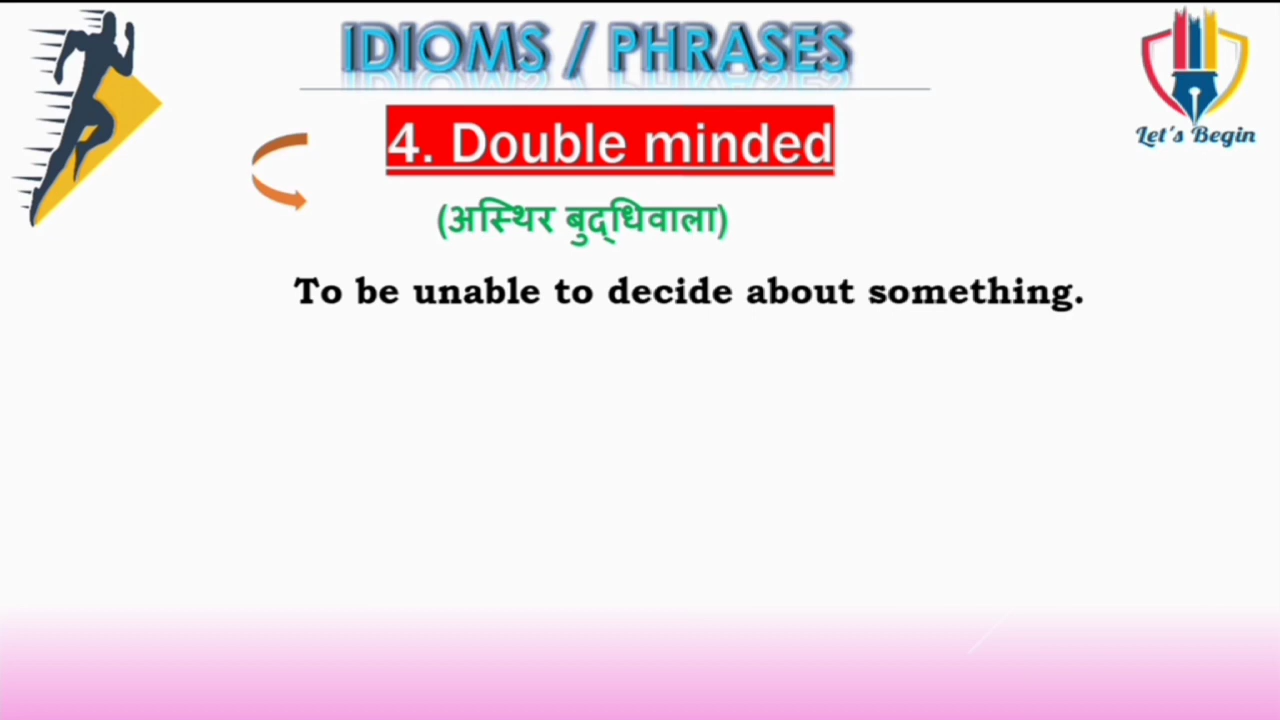 IDIOMS / PHRASES
Let's Begin
4. Double minded
(अस्थिर बुद्धिवाला)
To be unable to decide about something.